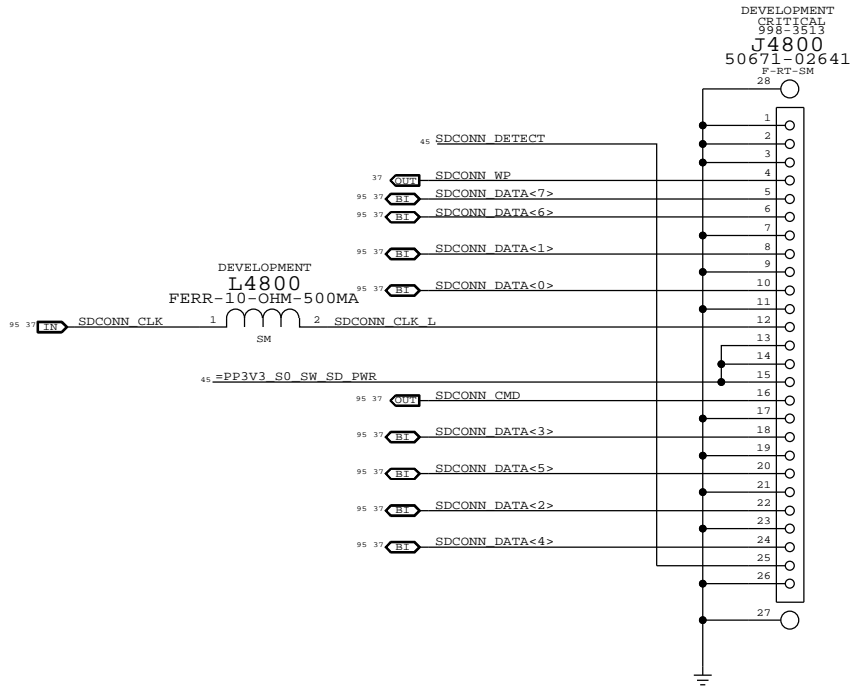 DEVELOPMENT
CRITICAL
998-3513
J4800
50671-02641
F-RT-SM
28
1
45 SDCONN_DETECT
2
3
37 OUT SDCONN_WP 4
95 37 BI SDCONN_DATA<7> 5
95 37 BI SDCONN_DATA<6> 6
7
95 37 BI SDCONN_DATA<1> 8
9
DEVELOPMENT
L4800
FERR-10-OHM-500MA
95 37 BI SDCONN_DATA<0> 10
11
95 37 IN SDCONN_CLK 1 2 SDCONN_CLK_L 12
SM
13
14
45 =PP3V3_S0_SW_SD_PWR 15
95 37 OUT SDCONN_CMD 16
17
95 37 BI SDCONN_DATA<3> 18
19
95 37 BI SDCONN_DATA<5> 20
21
95 37 BI SDCONN_DATA<2> 22
23
95 37 BI SDCONN_DATA<4> 24
25
26
27